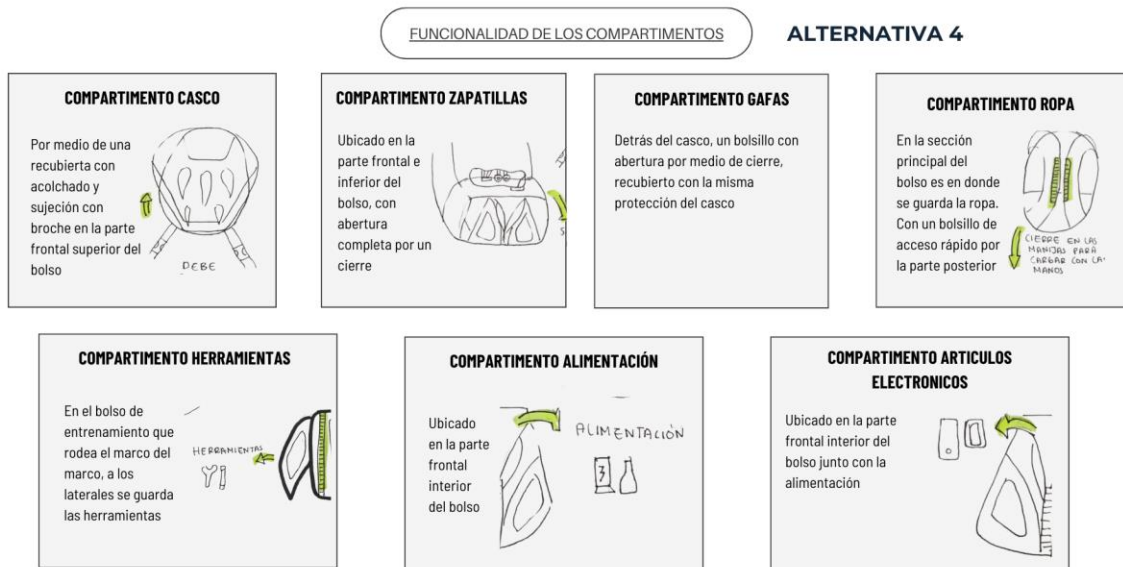 FUNCIONALIDAD DE LOS COMPARTIMENTOS
ALTERNATIVA 4
COMPARTIMENTO CASCO
Por medio de una
recubierta con
acolchado y
sujeción con
broche en la parte
frontal superior del
bolso
DEBE
COMPARTIMENTO ZAPATILLAS
Ubicado en la
parte frontal e
inferior del
bolso, con
abertura
completa por un
cierre
S
COMPARTIMENTO GAFAS
Detrás del casco, un bolsillo con
abertura por medio de cierre,
recubierto con la misma
protección del casco
COMPARTIMENTO ROPA
En la sección
principal del
bolso es en donde
se guarda la ropa.
Con un bolsillo de
acceso rápido por
la parte posterior
CIERRE EN LAS
MANIJAS PARA
CARGAR CON LA
MANOS
COMPARTIMENTO HERRAMIENTAS
En el bolso de
entrenamiento que
rodea el marco del
marco, a los
laterales se guarda
las herramientas
HERRAMIENTAS
COMPARTIMENTO ALIMENTACIÓN
Ubicado
en la parte
frontal
interior
del bolso
ALIMENTACIÓN
COMPARTIMENTO ARTICULOS
ELECTRONICOS
Ubicado en la parte
frontal interior del
bolso junto con la
alimentación